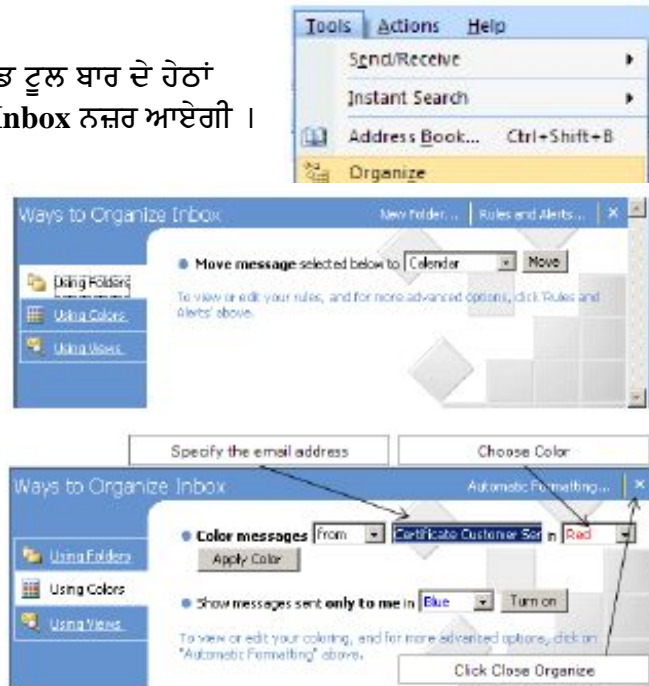 Tools Actions Help
Send/Receive
Instant Search
Address Book... Ctrl+Shift+B
Organize
ਟੂਲ ਬਾਰ ਦੇ ਹੇਠਾਂ
Inbox ਨਜ਼ਰ ਆਏਗੀ ।
Ways to Organize Inbox New Folder... Rules and Alerts... ×
Using Folders
Using Colors
Using Views
Move message selected below to Calendar Move
To view or edit your rules, and for more advanced options, click 'Rules and
Alerts' above.
Specify the email address Choose Color
Ways to Organize Inbox Automatic Formatting... ×
Using Folders
Using Colors
Using Views
Color messages from Certificate Customer Ser in Red
Apply Color
Show messages sent only to me in Blue Turn on
To view or edit your coloring, and for more advanced options, click on
"Automatic Formatting" above.
Click Close Organize